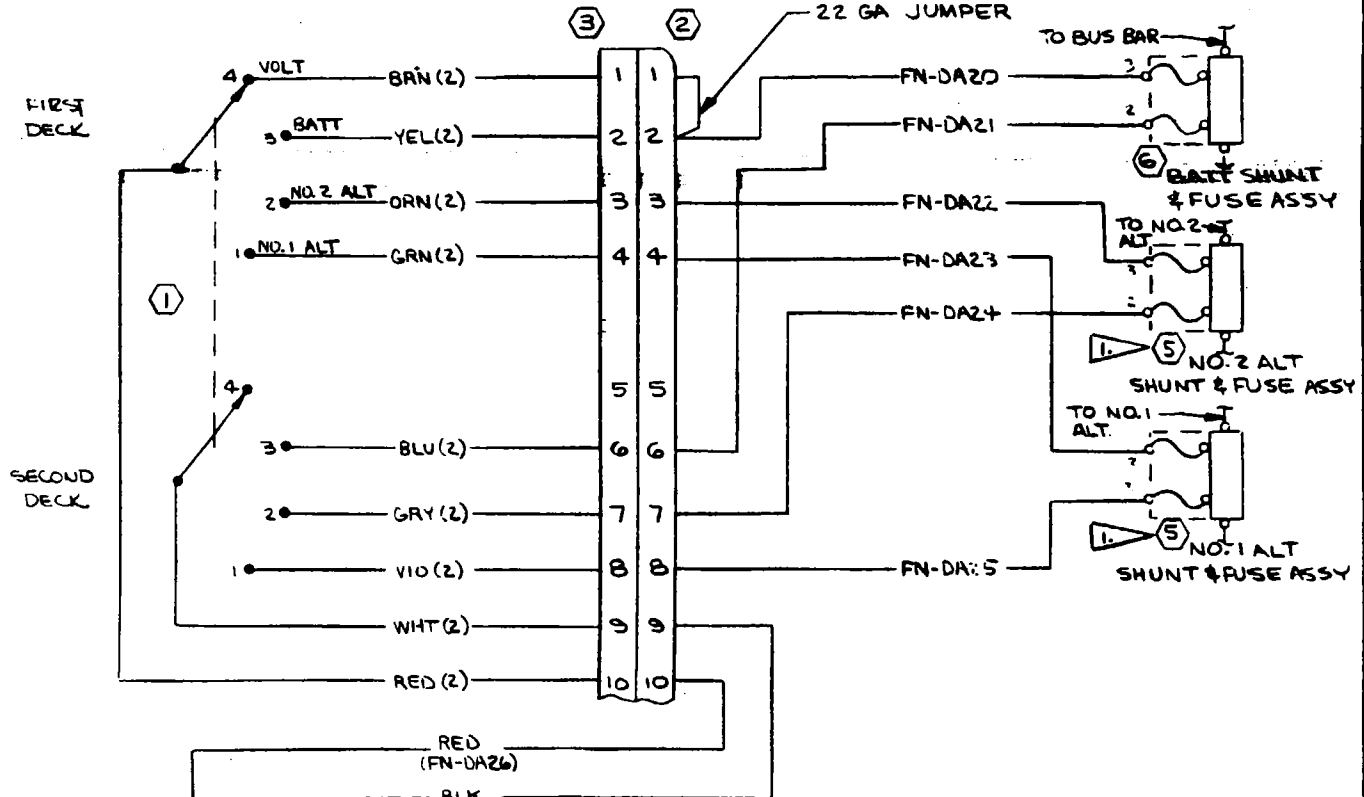 3
2
22 GA JUMPER
TO BUS BAR
4 VOLT
BRN(2)
1 1
FN-DA20
3
FIRST
DECK
3 BATT
YEL(2)
2 2
FN-DA21
2
6
BATT SHUNT
& FUSE ASSY
2 NO. 2 ALT
ORN(2)
3 3
FN-DA22
TO NO. 2
ALT
3
1 NO. 1 ALT
GRN(2)
4 4
FN-DA23
1
FN-DA24
2
1.
5
NO. 2 ALT
SHUNT & FUSE ASSY
4
5 5
TO NO. 1
ALT.
SECOND
DECK
3
BLU(2)
6 6
2
GRY(2)
7 7
1.
5
NO. 1 ALT
SHUNT & FUSE ASSY
1
VIO(2)
8 8
WHT(2)
9 9
RED(2)
10 10
RED
(FN-DA26)
BLK